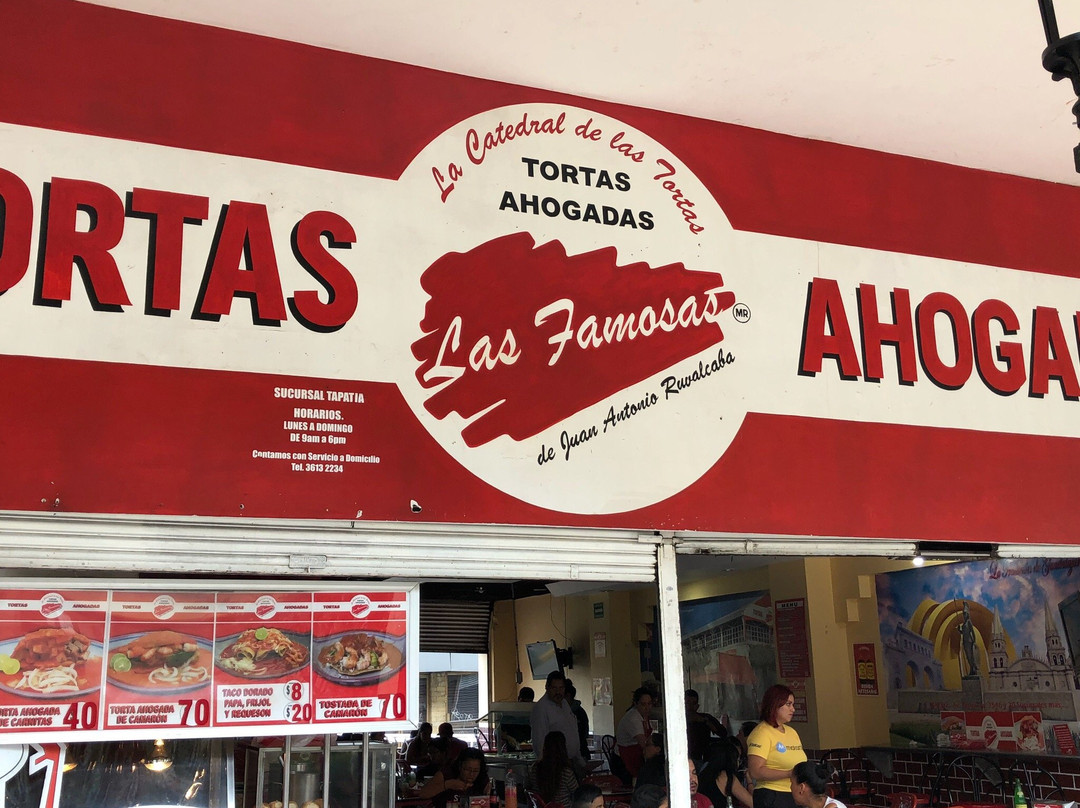 ORTAS
La Catedral de las Tortas
TORTAS
AHOGADAS
Las Famosas
MR
de Juan Antonio Ruvalcaba
AHOGA
SUCURSAL TAPATIA
HORARIOS.
LUNES A DOMINGO
DE 9am a 6pm
Contamos con Servicio a Domicilio
Tel. 3613 2234
TORTAS AHOGADAS
TORTAS AHOGADAS
TORTAS AHOGADAS
TORTAS AHOGADAS
RTA AHOGADA
DE CARNITAS 40
TORTA AHOGADA
DE CAMARÓN 70
TACO DORADO
PAPA, FRIJOL
Y REQUESON
$8
$20
TOSTADA DE
CAMARÓN 70
MENU